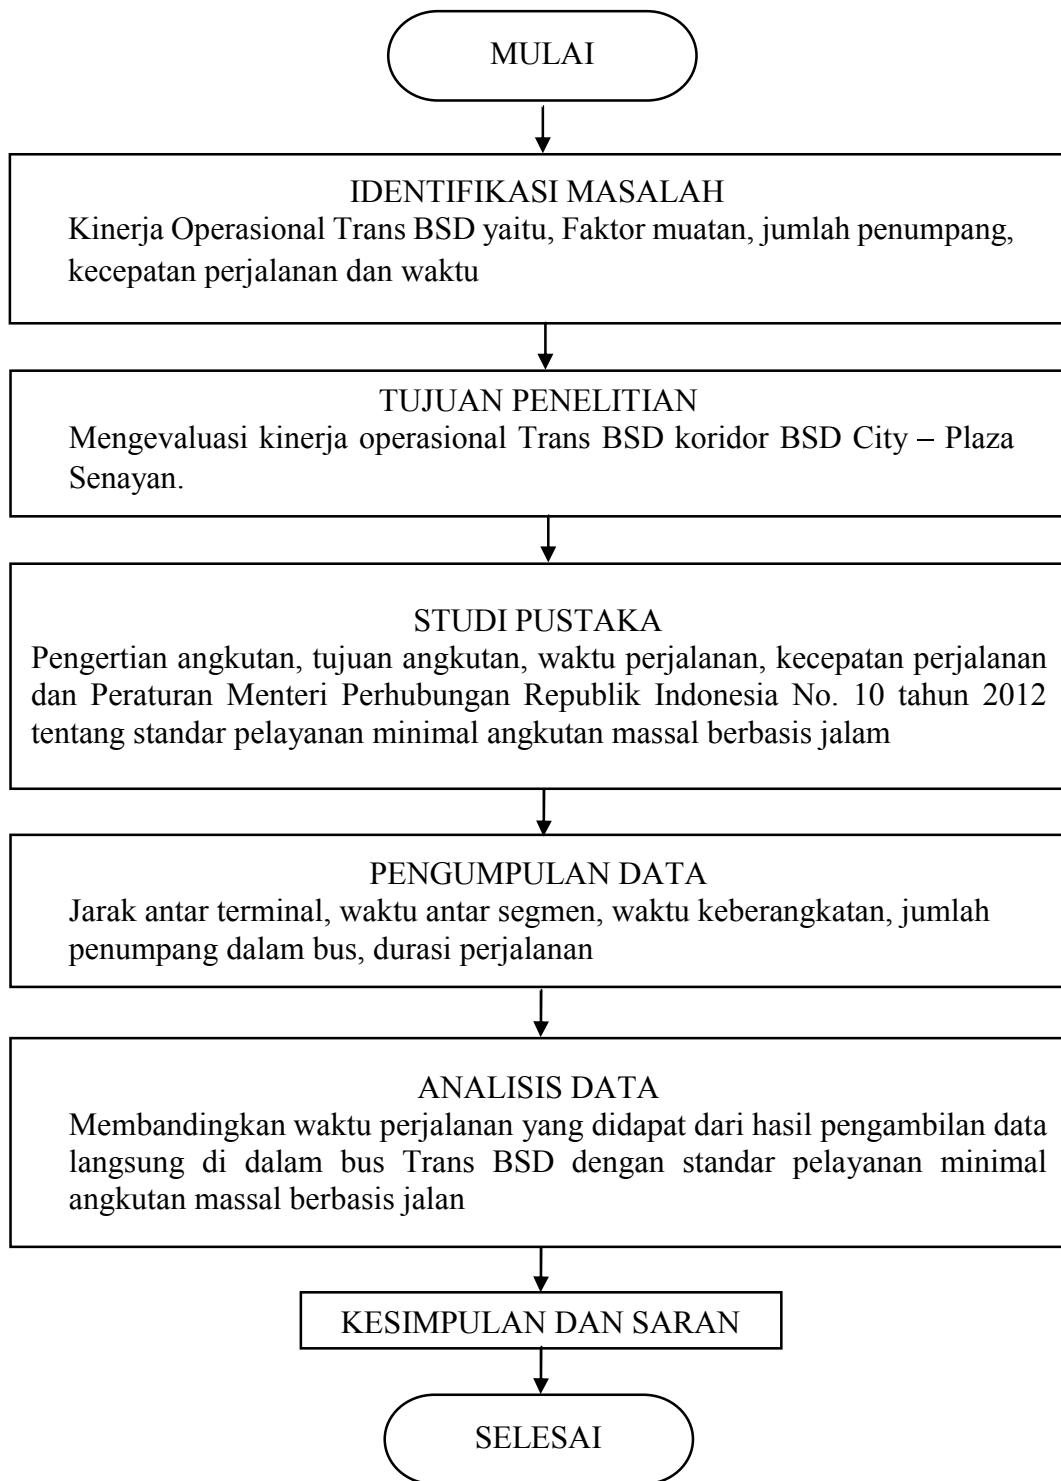 MULAI
IDENTIFIKASI MASALAH
Kinerja Operasional Trans BSD yaitu, Faktor muatan, jumlah penumpang,
kecepatan perjalanan dan waktu
TUJUAN PENELITIAN
Mengevaluasi kinerja operasional Trans BSD koridor BSD City – Plaza
Senayan.
STUDI PUSTAKA
Pengertian angkutan, tujuan angkutan, waktu perjalanan, kecepatan perjalanan
dan Peraturan Menteri Perhubungan Republik Indonesia No. 10 tahun 2012
tentang standar pelayanan minimal angkutan massal berbasis jalam
PENGUMPULAN DATA
Jarak antar terminal, waktu antar segmen, waktu keberangkatan, jumlah
penumpang dalam bus, durasi perjalanan
ANALISIS DATA
Membandingkan waktu perjalanan yang didapat dari hasil pengambilan data
langsung di dalam bus Trans BSD dengan standar pelayanan minimal
angkutan massal berbasis jalan
KESIMPULAN DAN SARAN
SELESAI